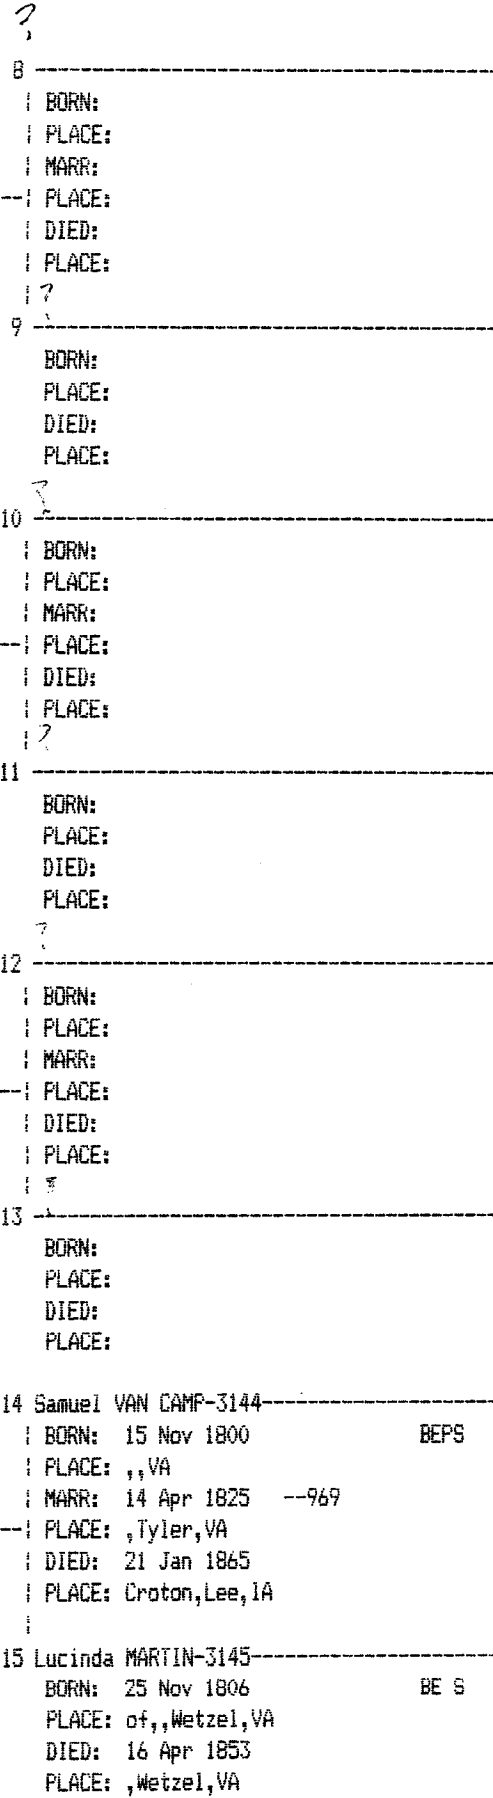 ?
8
BORN:
PLACE:
MARR:
PLACE:
DIED:
PLACE:
?
9
BORN:
PLACE:
DIED:
PLACE:
?
10
BORN:
PLACE:
MARR:
PLACE:
DIED:
PLACE:
?
11
BORN:
PLACE:
DIED:
PLACE:
?
12
BORN:
PLACE:
MARR:
PLACE:
DIED:
PLACE:
?
13
BORN:
PLACE:
DIED:
PLACE:
14 Samuel VAN CAMP-3144
BORN: 15 Nov 1800 BEPS
PLACE: ,,VA
MARR: 14 Apr 1825 --969
PLACE: ,Tyler,VA
DIED: 21 Jan 1865
PLACE: Croton,Lee,IA
15 Lucinda MARTIN-3145
BORN: 25 Nov 1806 BE S
PLACE: of,,Wetzel,VA
DIED: 16 Apr 1853
PLACE: ,Wetzel,VA